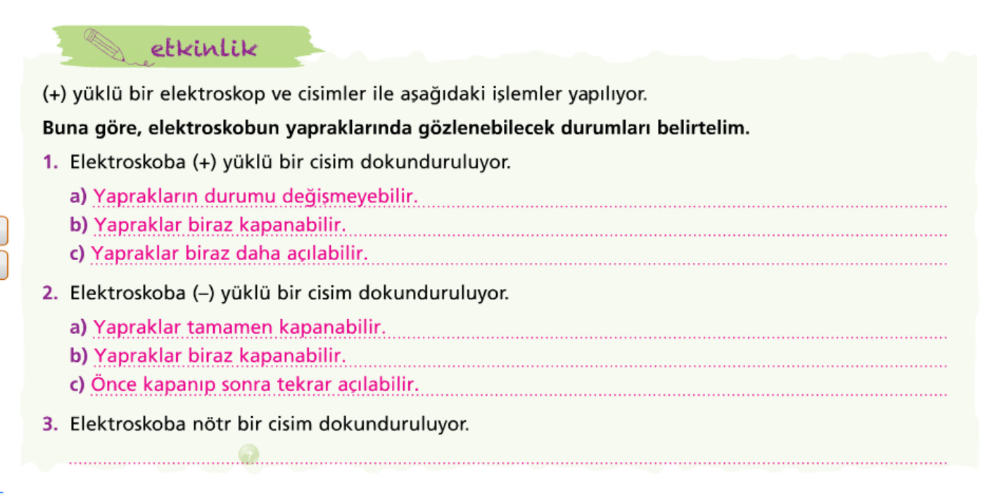 etkinlik
(+) yüklü bir elektroskop ve cisimler ile aşağıdaki işlemler yapılıyor.
Buna göre, elektroskobun yapraklarında gözlenebilecek durumları belirtelim.
1. Elektroskoba (+) yüklü bir cisim dokunduruluyor.
a) Yaprakların durumu değişmeyebilir.
b) Yapraklar biraz kapanabilir.
c) Yapraklar biraz daha açılabilir.
2. Elektroskoba (–) yüklü bir cisim dokunduruluyor.
a) Yapraklar tamamen kapanabilir.
b) Yapraklar biraz kapanabilir.
c) Önce kapanıp sonra tekrar açılabilir.
3. Elektroskoba nötr bir cisim dokunduruluyor.
?